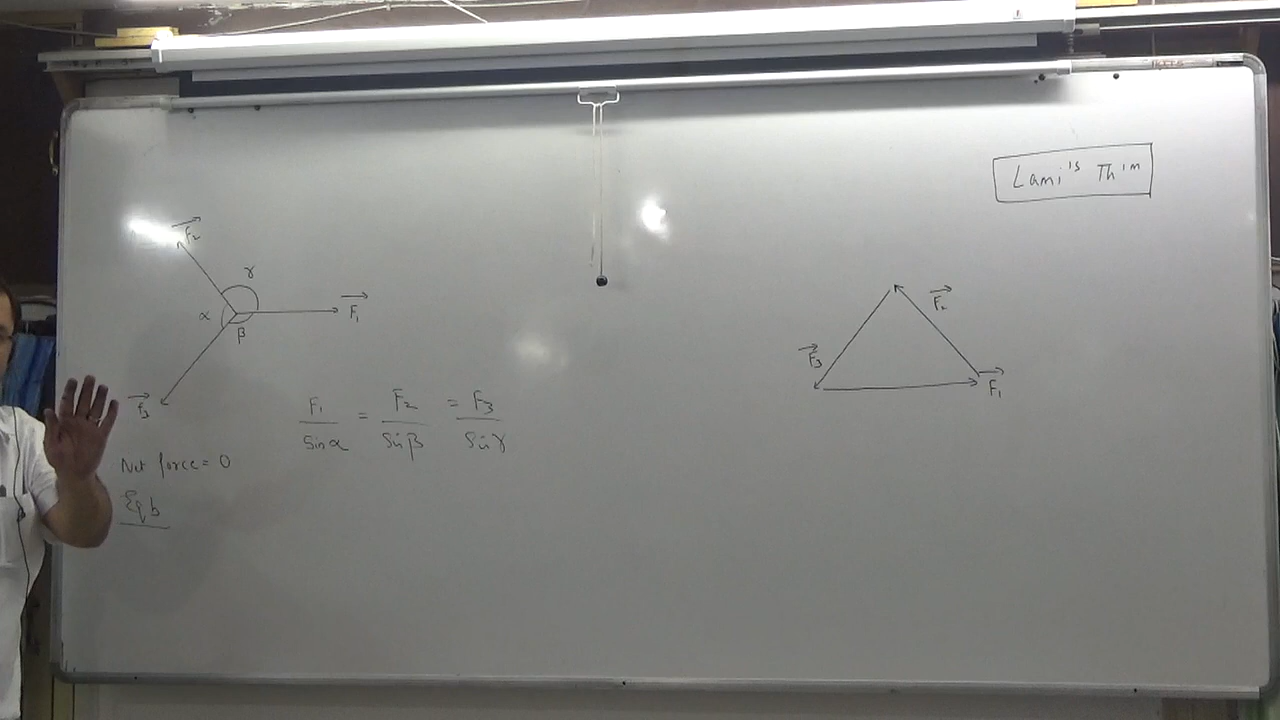 Lami's Thm
F₂
γ
α
β
F₁
F₃
F₁/Sinα = F₂/Sinβ = F₃/Sinγ
Net force = 0
Eqb
F₂
F₃
F₁